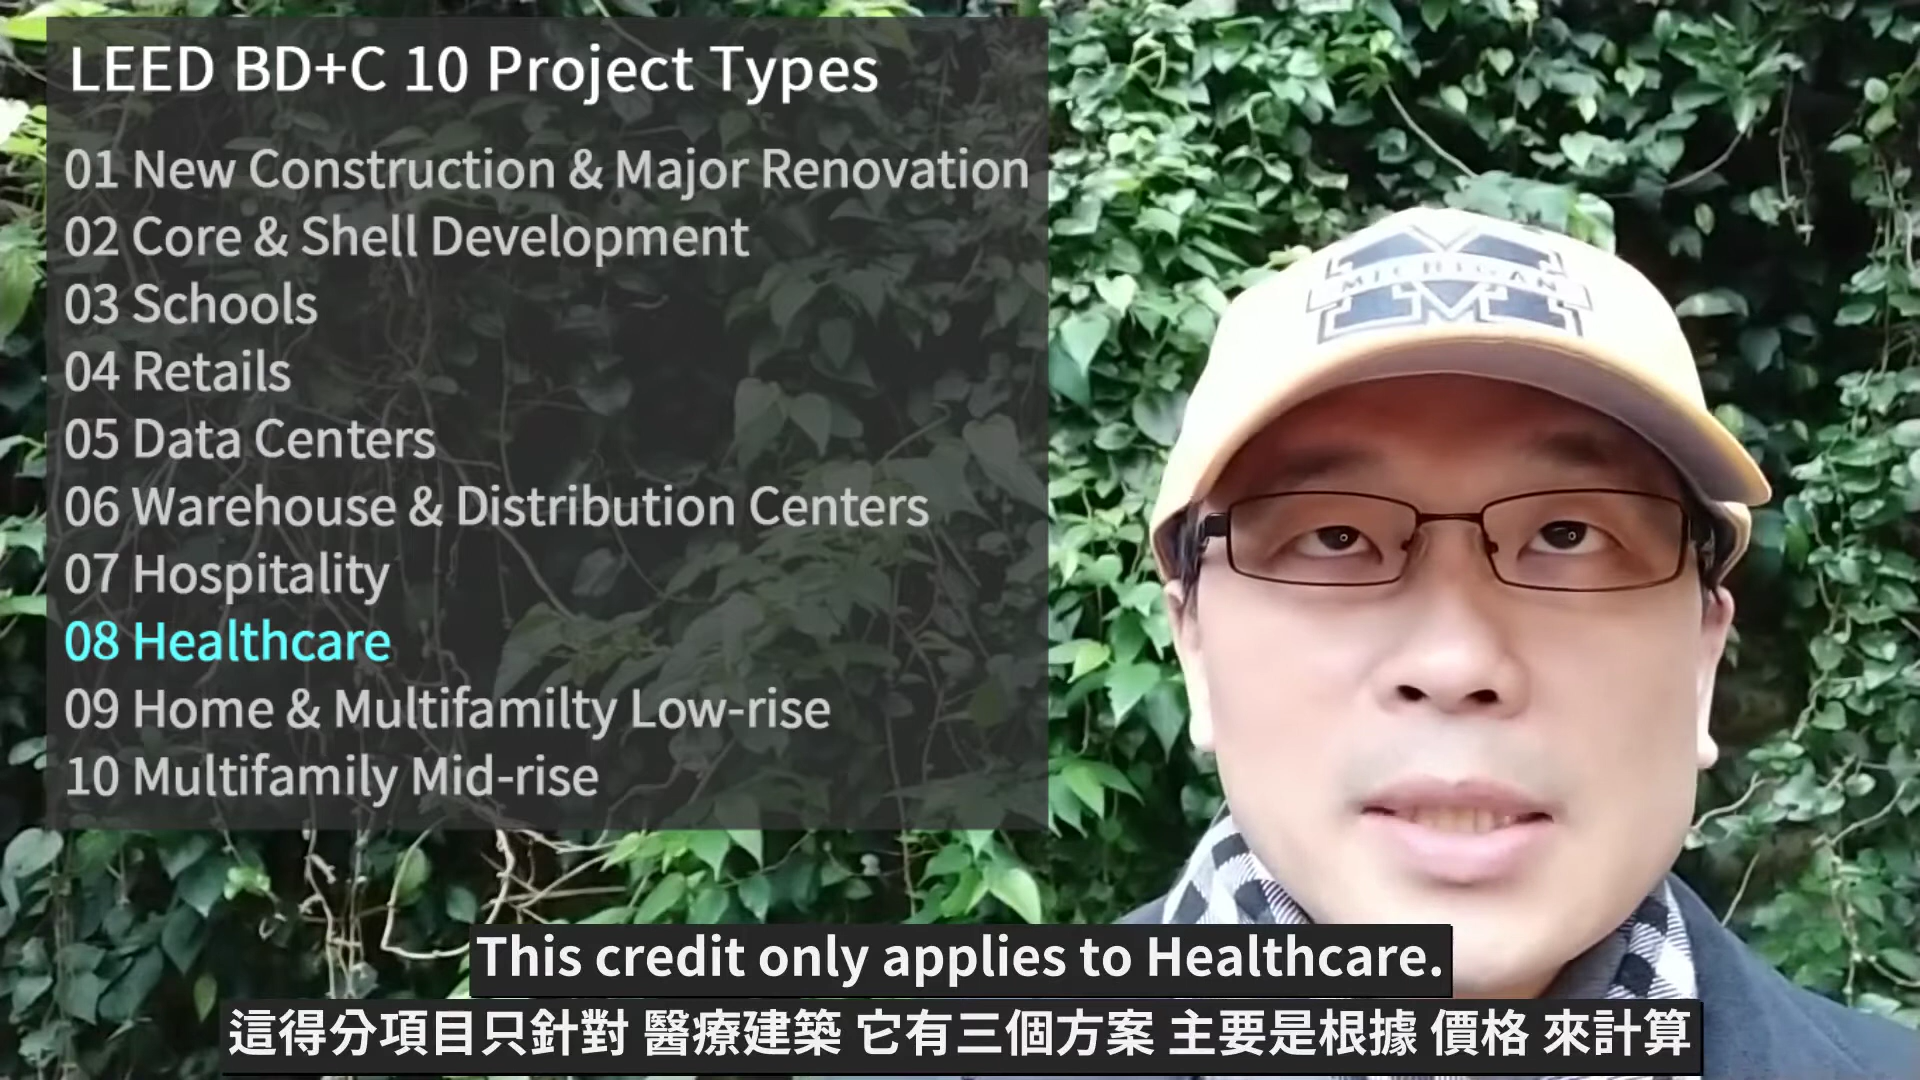 LEED BD+C 10 Project Types
01 New Construction & Major Renovation
02 Core & Shell Development
03 Schools
04 Retails
05 Data Centers
06 Warehouse & Distribution Centers
07 Hospitality
08 Healthcare
09 Home & Multifamilty Low-rise
10 Multifamily Mid-rise
MICHIGAN
This credit only applies to Healthcare.
這得分項目只針對 醫療建築 它有三個方案 主要是根據 價格 來計算